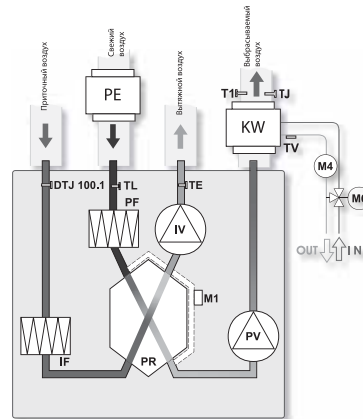 Приточный воздух
Свежий
воздух
Вытяжной воздух
Выбрасываемый
воздух
PE
T1
TJ
KW
TV
M4
DTJ 100.1
TL
TE
PF
IV
OUT
IN
M1
IF
PR
PV